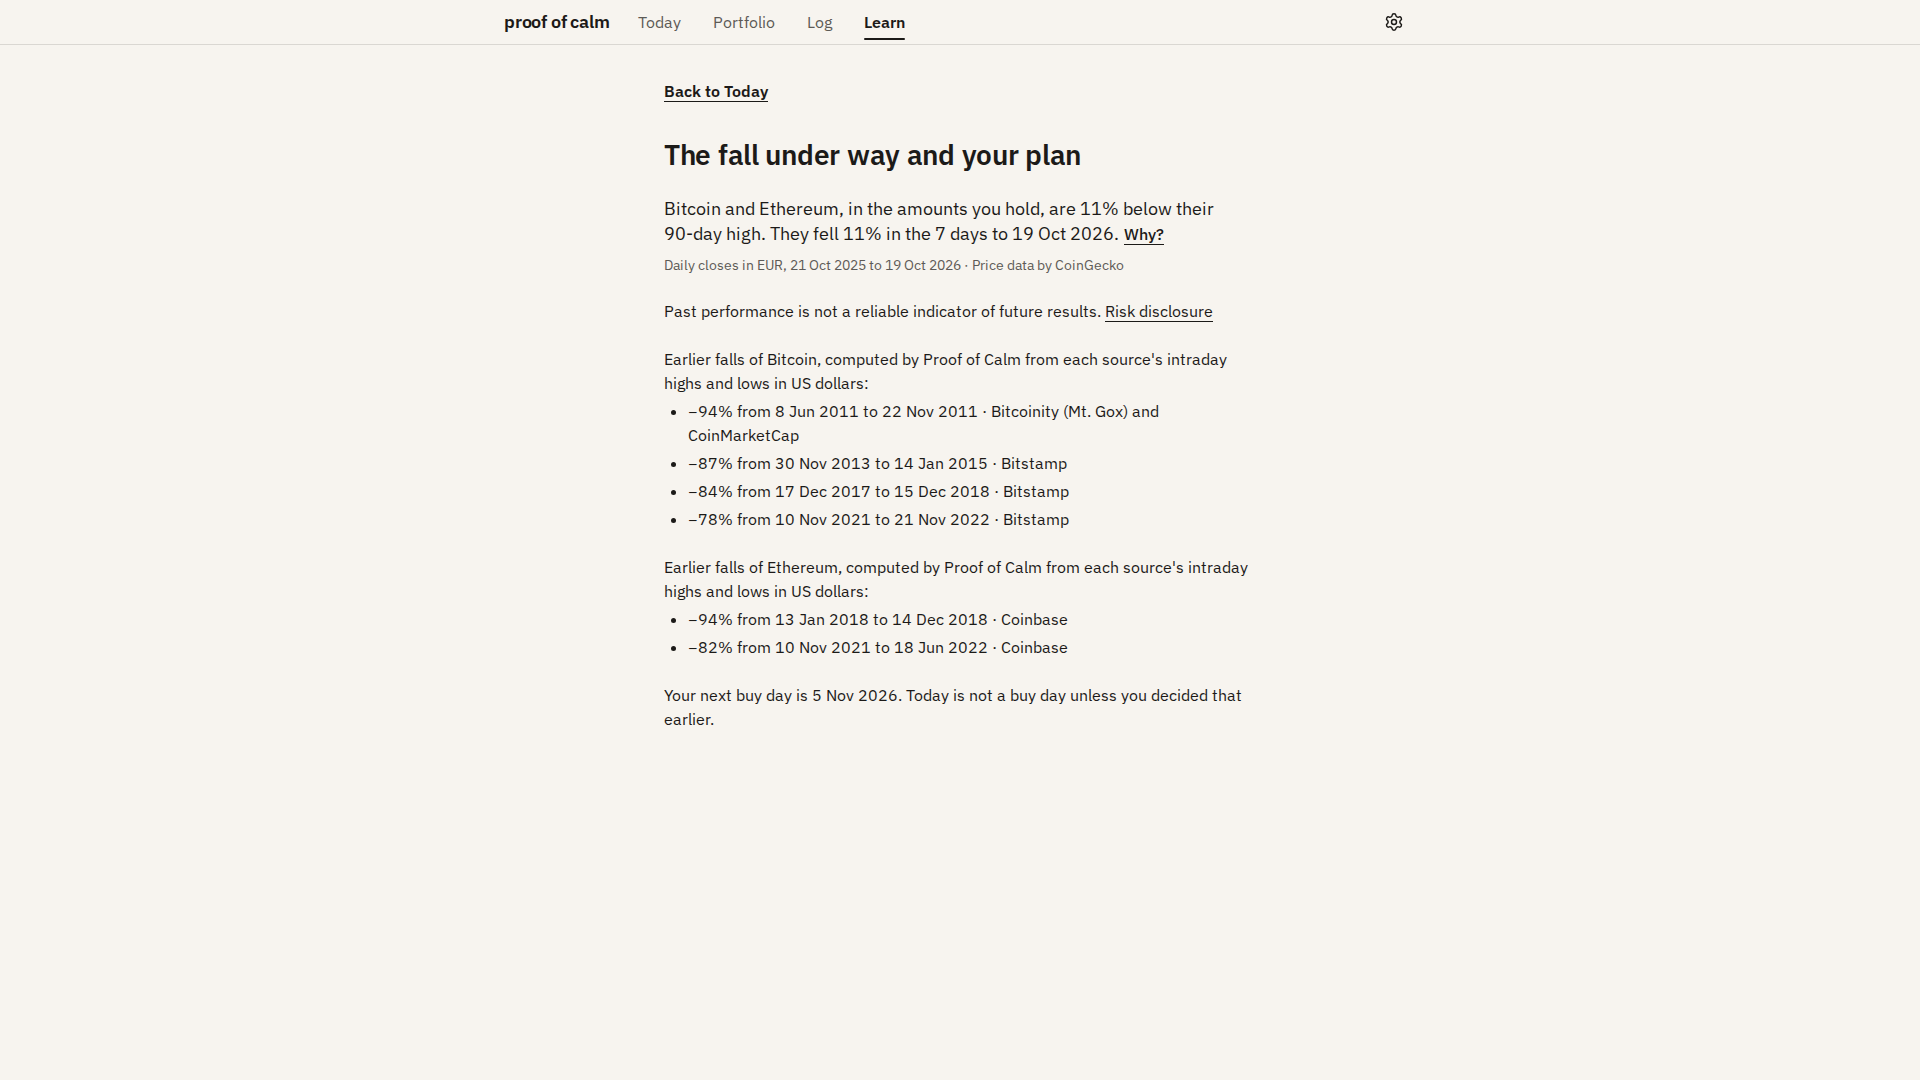 proof of calm Today Portfolio Log Learn
Back to Today
The fall under way and your plan
Bitcoin and Ethereum, in the amounts you hold, are 11% below their
90-day high. They fell 11% in the 7 days to 19 Oct 2026. Why?
Daily closes in EUR, 21 Oct 2025 to 19 Oct 2026 · Price data by CoinGecko
Past performance is not a reliable indicator of future results. Risk disclosure
Earlier falls of Bitcoin, computed by Proof of Calm from each source's intraday
highs and lows in US dollars:
• −94% from 8 Jun 2011 to 22 Nov 2011 · Bitcoinity (Mt. Gox) and
CoinMarketCap
• −87% from 30 Nov 2013 to 14 Jan 2015 · Bitstamp
• −84% from 17 Dec 2017 to 15 Dec 2018 · Bitstamp
• −78% from 10 Nov 2021 to 21 Nov 2022 · Bitstamp
Earlier falls of Ethereum, computed by Proof of Calm from each source's intraday
highs and lows in US dollars:
• −94% from 13 Jan 2018 to 14 Dec 2018 · Coinbase
• −82% from 10 Nov 2021 to 18 Jun 2022 · Coinbase
Your next buy day is 5 Nov 2026. Today is not a buy day unless you decided that
earlier.